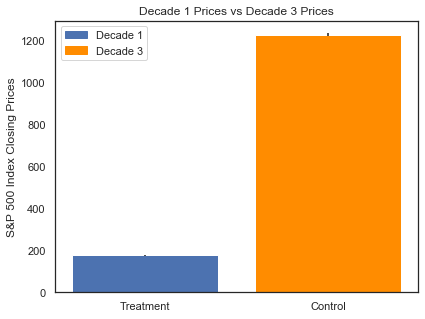 Decade 1 Prices vs Decade 3 Prices
Decade 1
Decade 3
S&P 500 Index Closing Prices
1200
1000
800
600
400
200
0
Treatment
Control